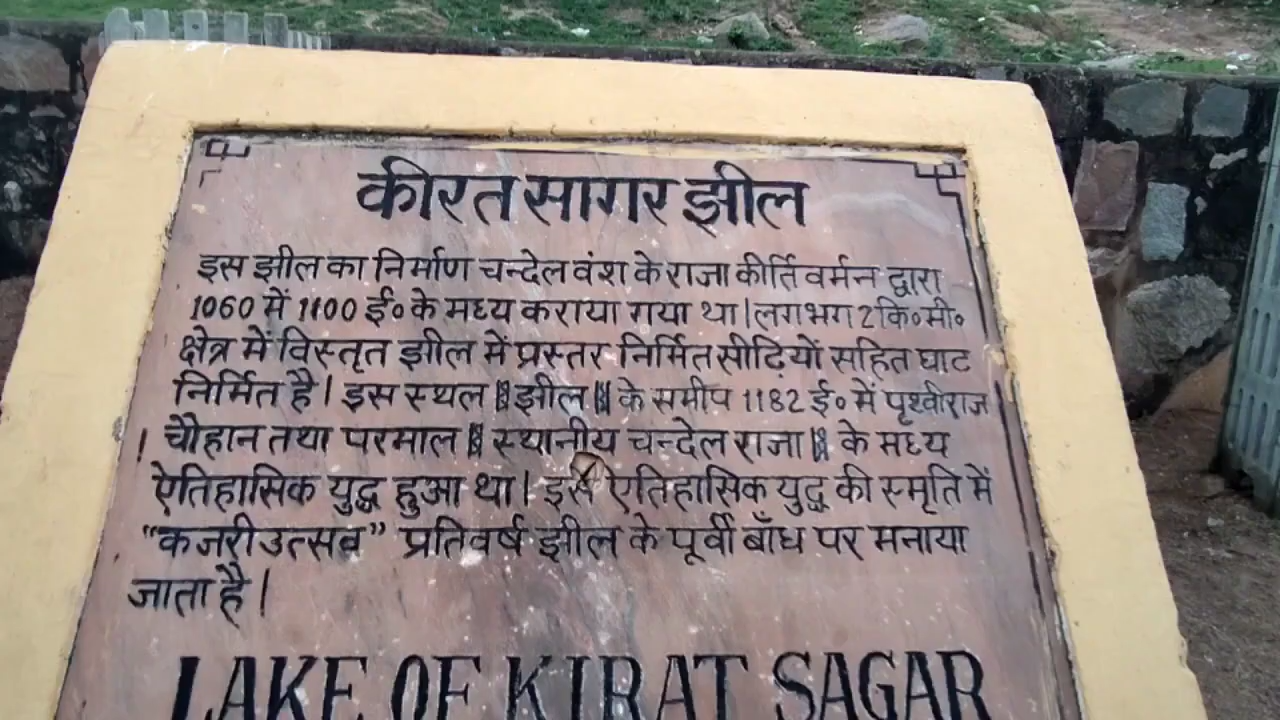 कीरत सागर झील
इस झील का निर्माण चन्देल वंश के राजा कीर्ति वर्मन द्वारा
1060 में 1100 ई० के मध्य कराया गया था। लगभग 2 कि०मी०
क्षेत्र में विस्तृत झील में प्रस्तर निर्मित सीढ़ियों सहित घाट
निर्मित है। इस स्थल ॥झील॥ के समीप 1182 ई० में पृथ्वीराज
चौहान तथा परमाल ॥ स्थानीय चन्देल राजा॥ के मध्य
ऐतिहासिक युद्ध हुआ था। इस ऐतिहासिक युद्ध की स्मृति में
“कजरी उत्सव” प्रतिवर्ष झील के पूर्वी बाँध पर मनाया
जाता है।
LAKE OF KIRAT SAGAR